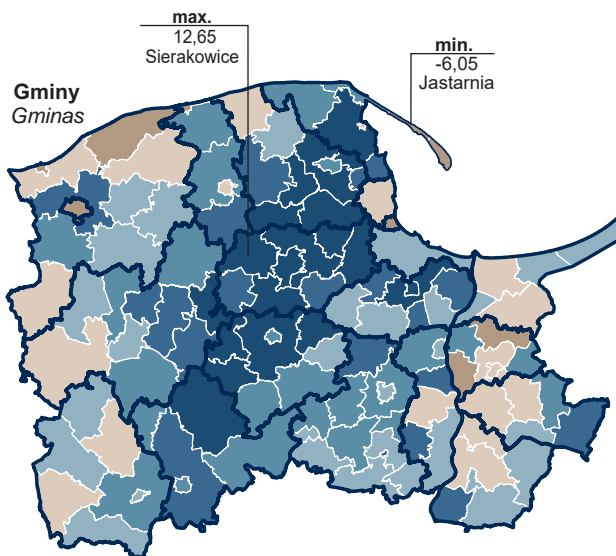 max.
12,65
Sierakowice
min.
-6,05
Jastarnia
Gminy
Gminas